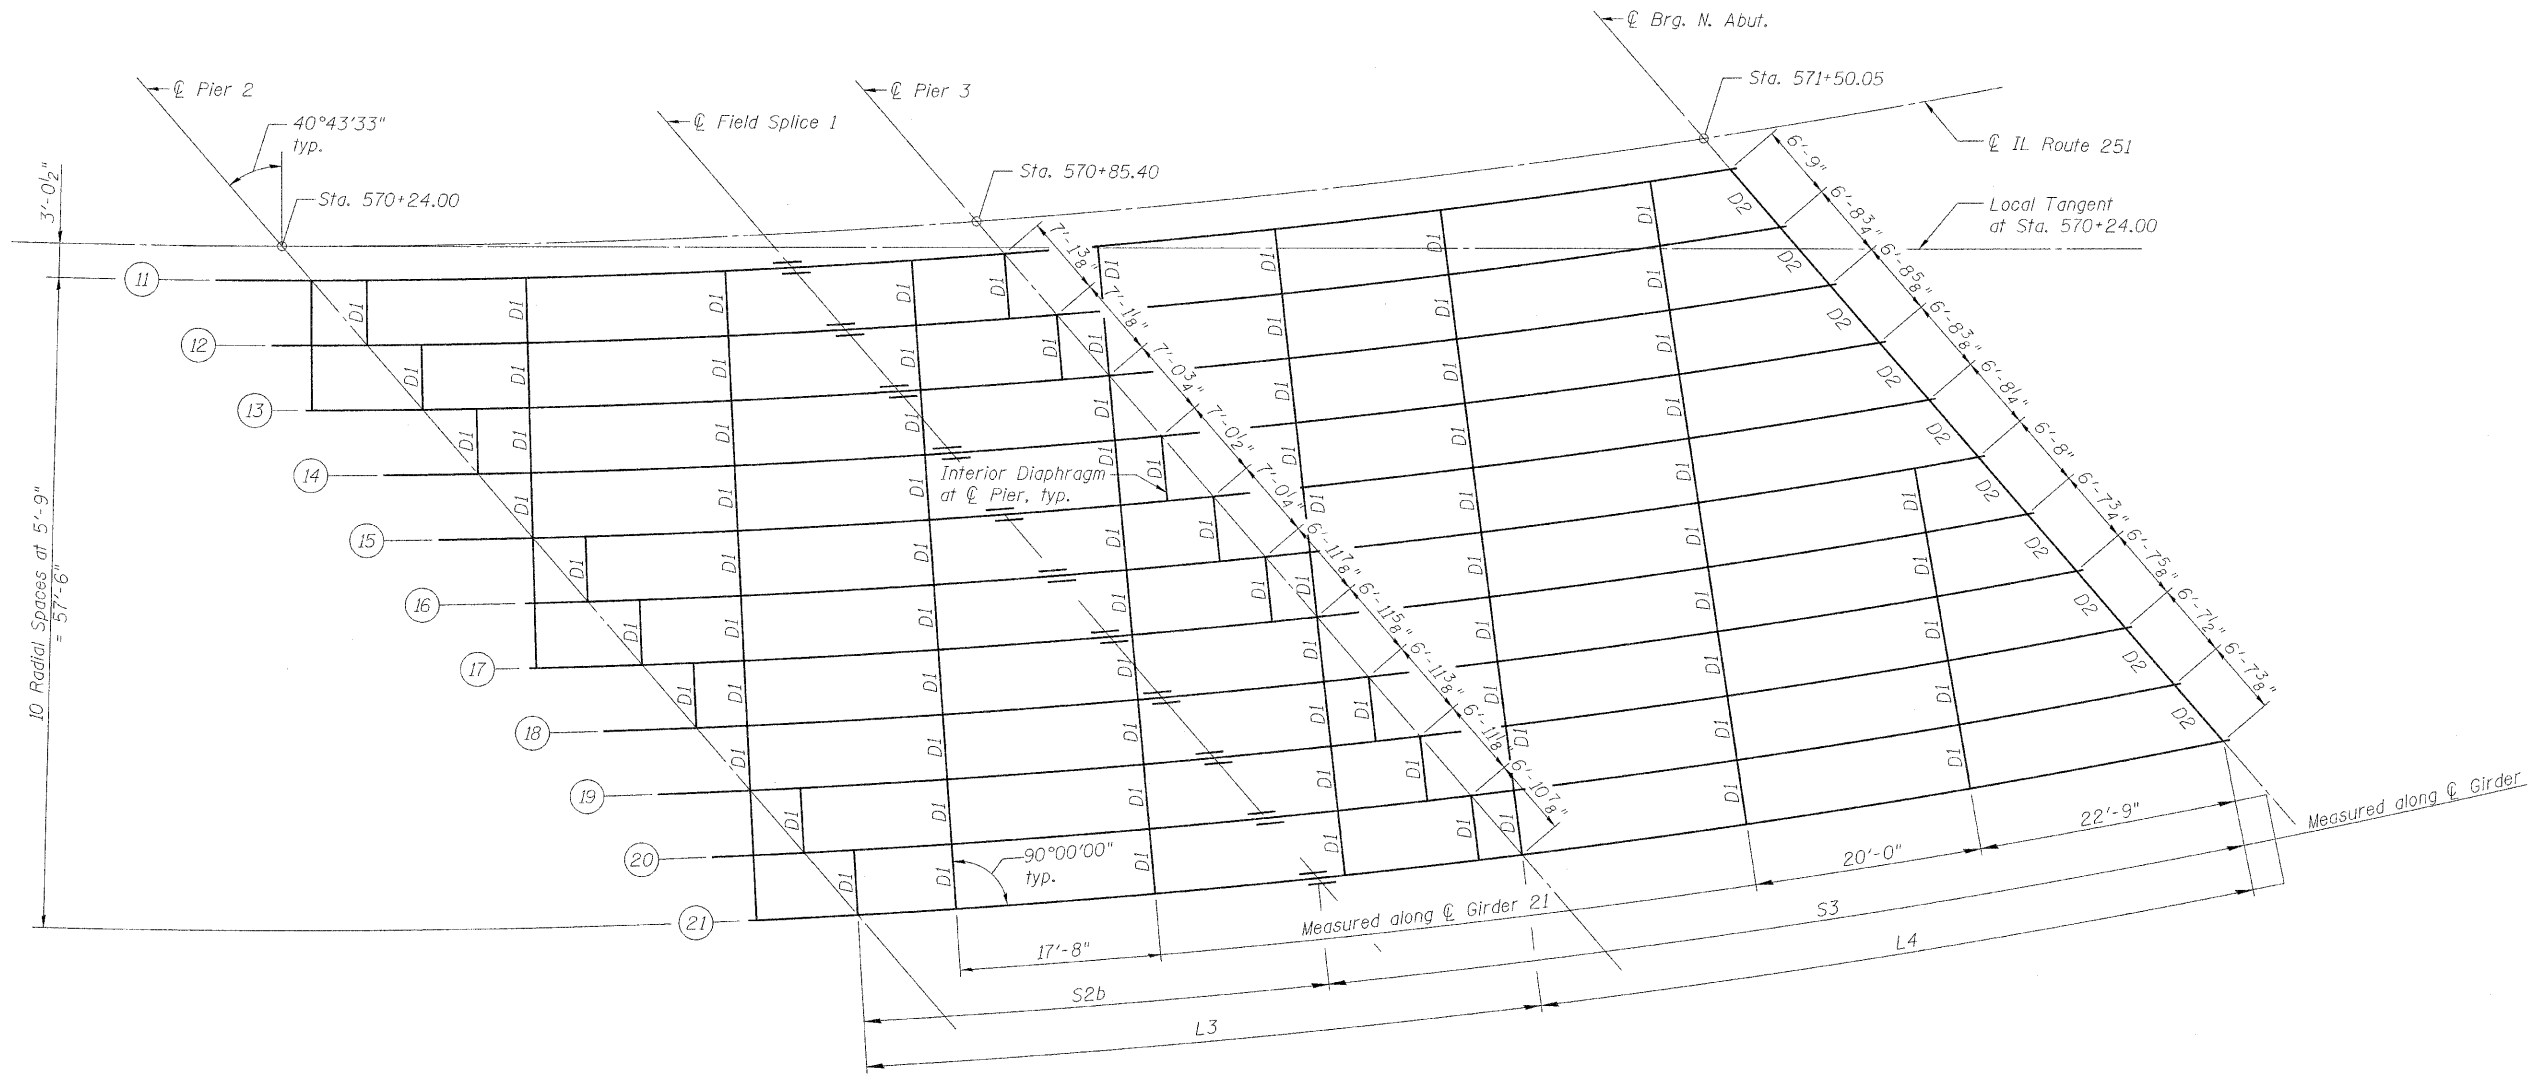 ℄ Brg. N. Abut.
Sta. 571+50.05
℄ Pier 2
℄ Pier 3
40°43'33"
typ.
℄ Field Splice 1
℄ IL Route 251
Sta. 570+24.00
Sta. 570+85.40
Local Tangent
at Sta. 570+24.00
3'-0½"
10 Radial Spaces at 5'-9"
= 57'-6"
11
12
13
14
15
16
17
18
19
20
21
7'-1⅜"
7'-1⅛"
7'-0¾"
7'-0½"
7'-0¼"
6'-11⅞"
6'-11⅝"
6'-11⅜"
6'-11⅛"
6'-10⅞"
6'-9"
6'-8¾"
6'-8⅝"
6'-8⅜"
6'-8¼"
6'-8"
6'-7¾"
6'-7⅝"
6'-7½"
6'-7⅜"
D1
D2
Interior Diaphragm
at ℄ Pier, typ.
90°00'00"
typ.
Measured along ℄ Girder 21
Measured along ℄ Girder
17'-8"
20'-0"
22'-9"
S2b
S3
L3
L4